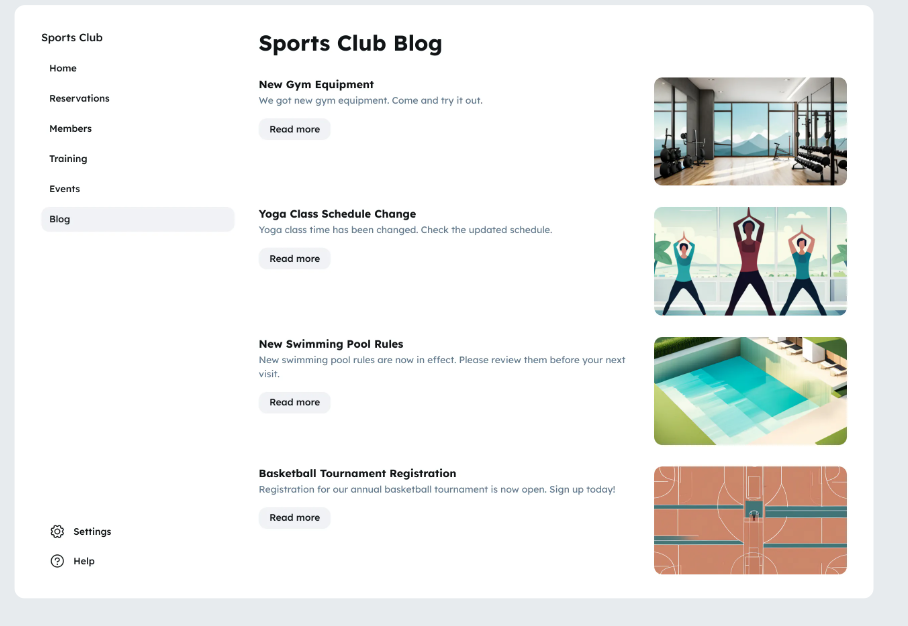 Sports Club
Home
Reservations
Members
Training
Events
Blog
Settings
Help
Sports Club Blog
New Gym Equipment
We got new gym equipment. Come and try it out.
Read more
Yoga Class Schedule Change
Yoga class time has been changed. Check the updated schedule.
Read more
New Swimming Pool Rules
New swimming pool rules are now in effect. Please review them before your next
visit.
Read more
Basketball Tournament Registration
Registration for our annual basketball tournament is now open. Sign up today!
Read more